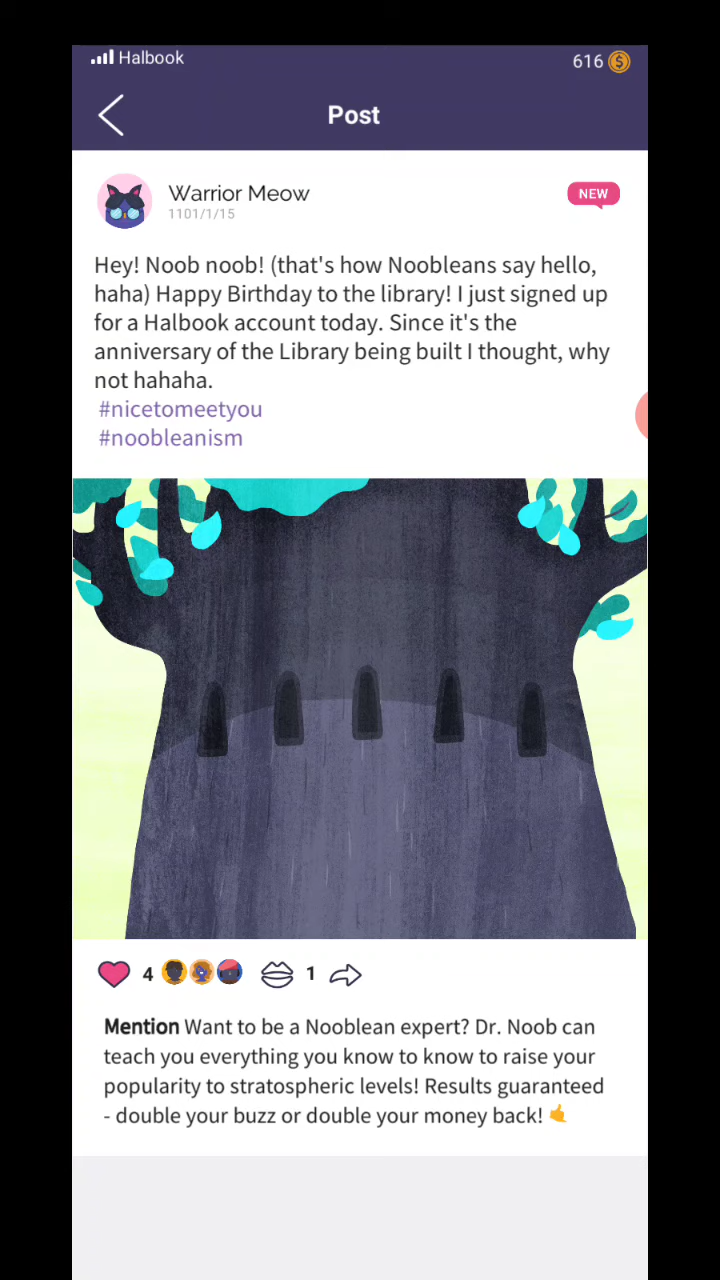 Halbook
616
Post
Warrior Meow
NEW
1101/1/15
Hey! Noob noob! (that's how Noobleans say hello,
haha) Happy Birthday to the library! I just signed up
for a Halbook account today. Since it's the
anniversary of the Library being built I thought, why
not hahaha.
#nicetomeetyou
#noobleanism
4
1
Mention Want to be a Nooblean expert? Dr. Noob can
teach you everything you know to know to raise your
popularity to stratospheric levels! Results guaranteed
- double your buzz or double your money back! 🤙